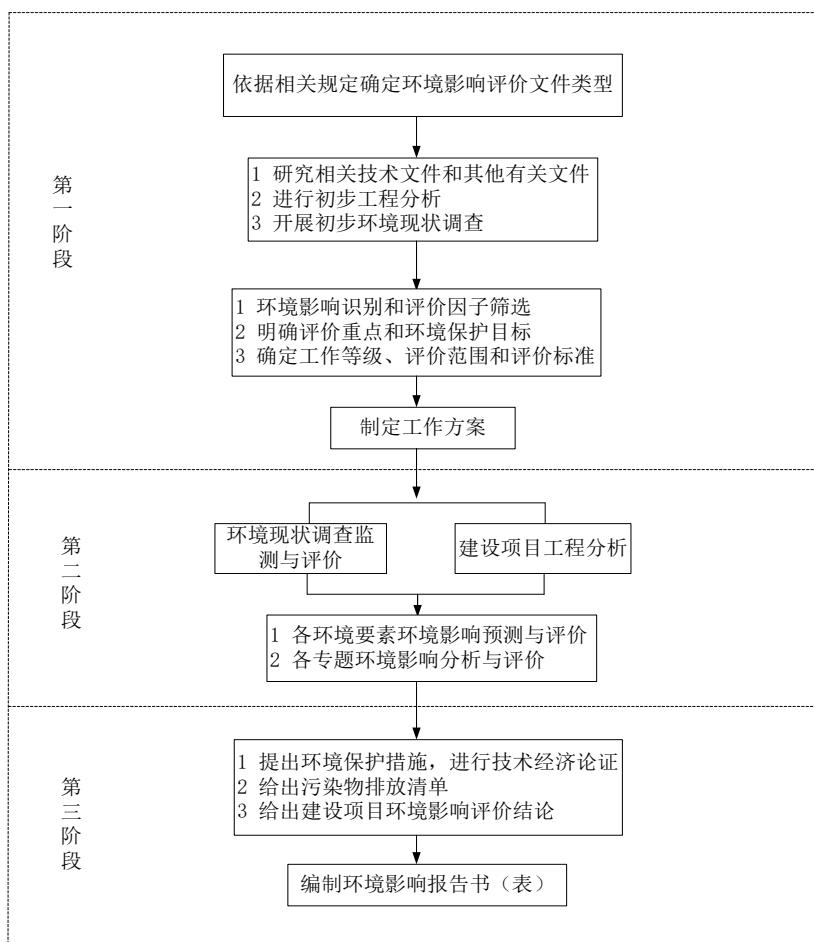 依据相关规定确定环境影响评价文件类型
第一阶段
1 研究相关技术文件和其他有关文件
2 进行初步工程分析
3 开展初步环境现状调查
1 环境影响识别和评价因子筛选
2 明确评价重点和环境保护目标
3 确定工作等级、评价范围和评价标准
制定工作方案
第二阶段
环境现状调查监
测与评价
建设项目工程分析
1 各环境要素环境影响预测与评价
2 各专题环境影响分析与评价
第三阶段
1 提出环境保护措施，进行技术经济论证
2 给出污染物排放清单
3 给出建设项目环境影响评价结论
编制环境影响报告书（表）